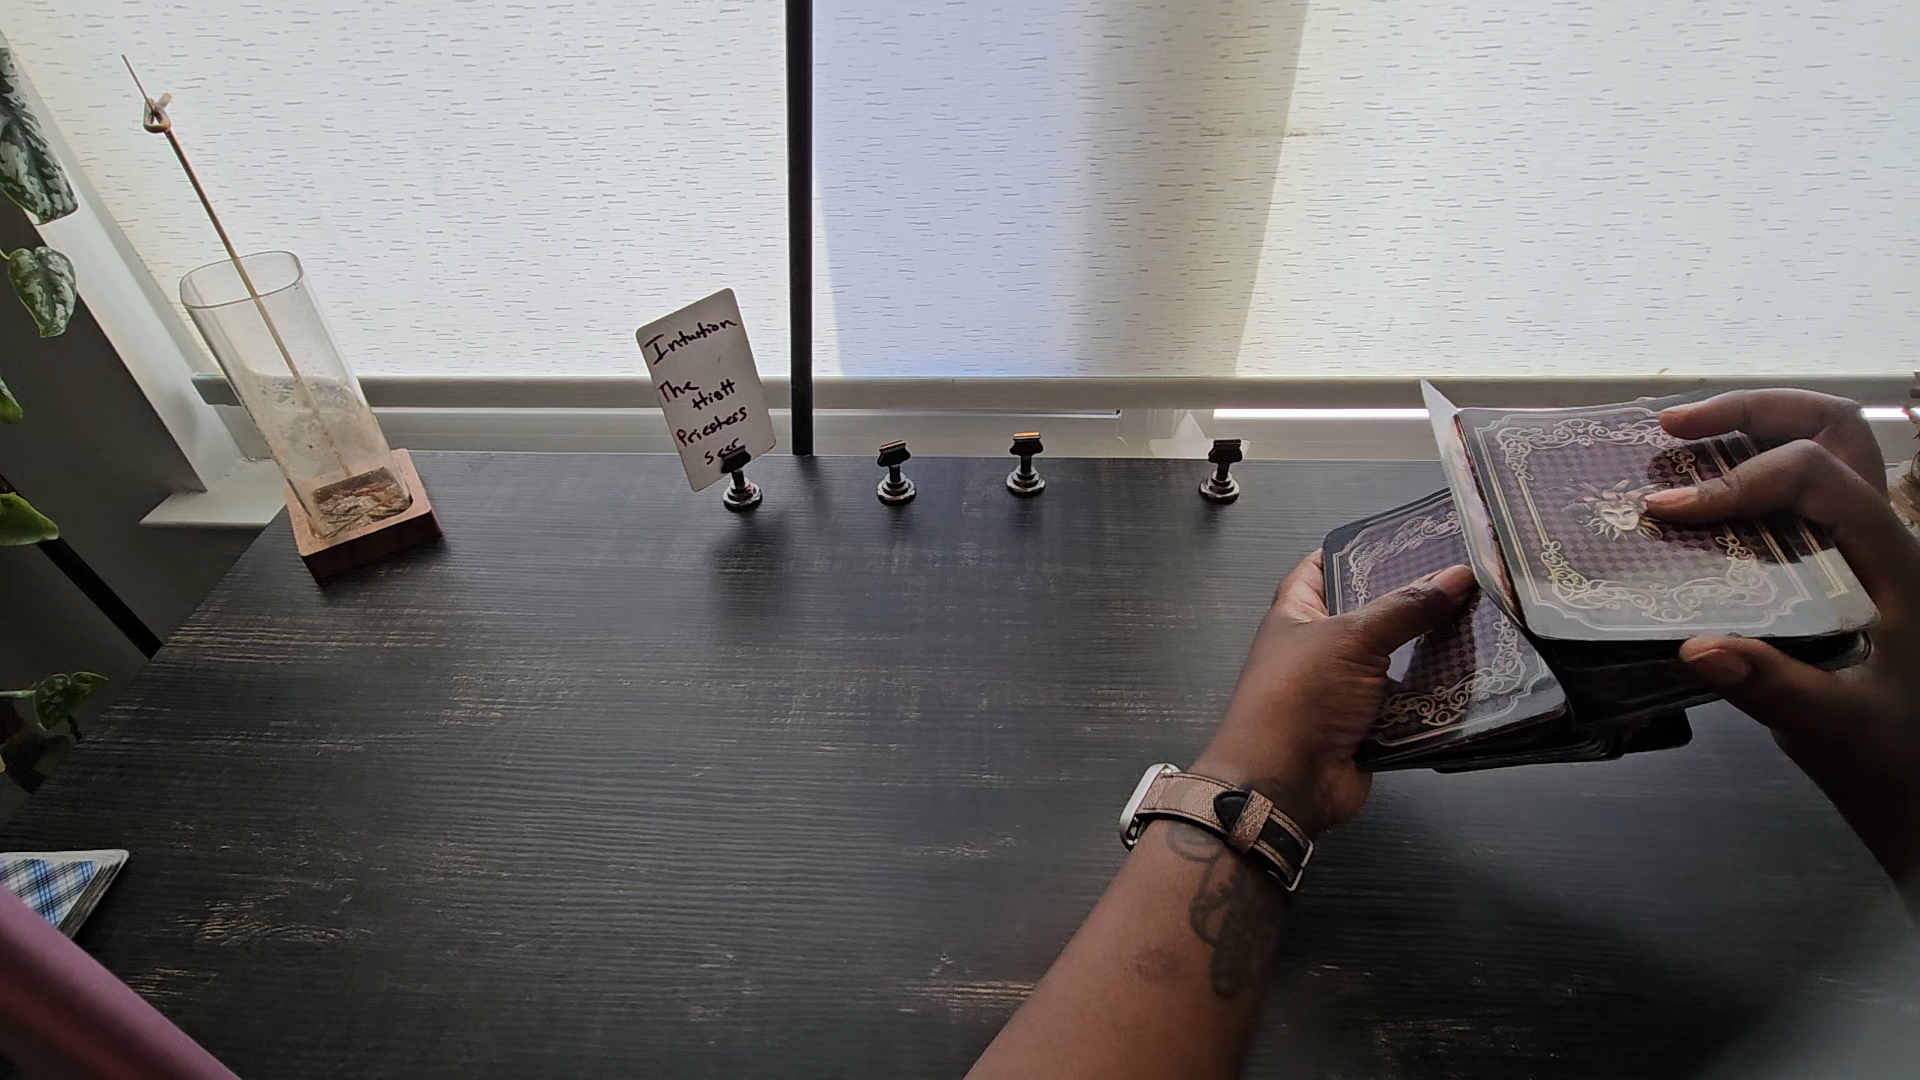 Intuition
The
High
Priestess
Seer